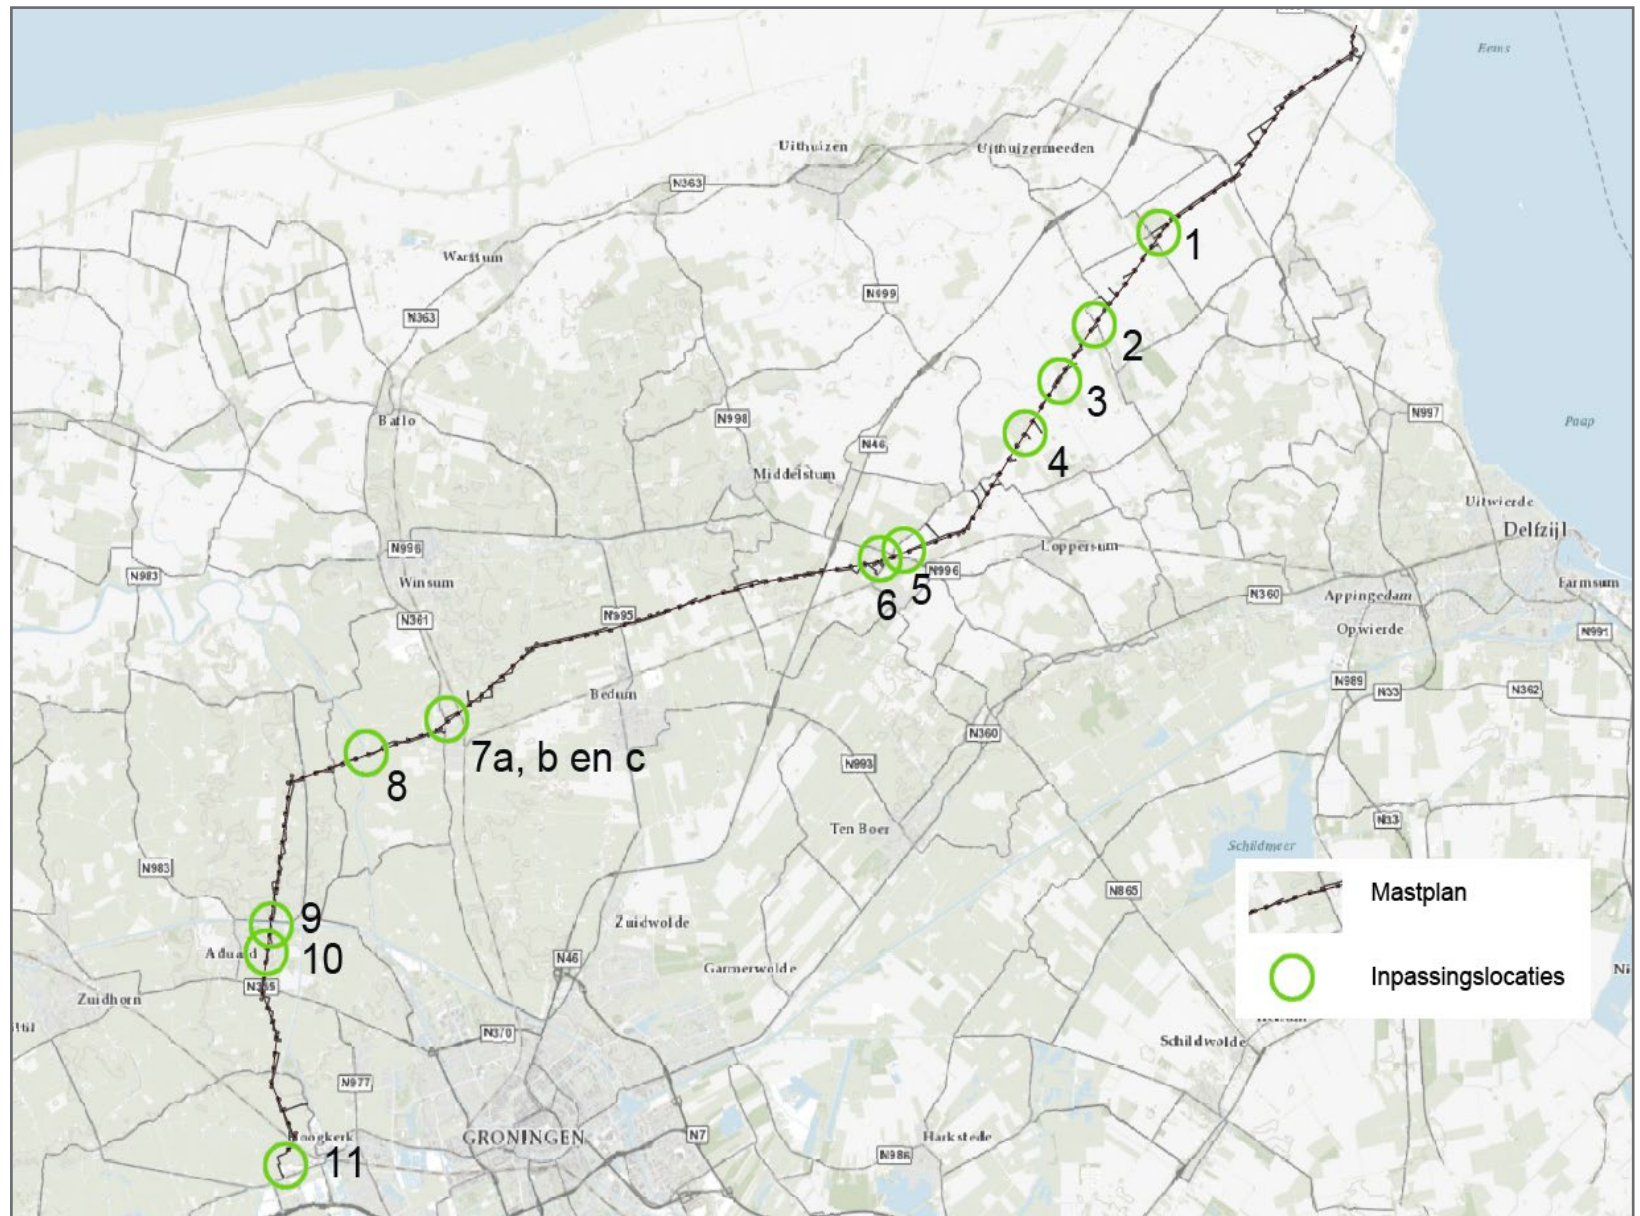 Eems
Uithuizen
Uithuizermeeden
N363
1
Warffum
N999
N363
2
3
N997
Baflo
N998
Paap
N46
4
Middelstum
Uitwierde
Delfzijl
N996
Loppersum
N983
N996
Winsum
5
Farmsum
6
N360
Appingedam
N361
N995
Opwierde
N991
N989
N33
N362
Bedum
N360
7a, b en c
8
N993
N33
Ten Boer
Schildmeer
N983
N865
Mastplan
9
Zuidwolde
Aduard
10
N46
Garmerwolde
Ni
Inpassingslocaties
N355
Zuidhorn
N370
Schildwolde
N977
Hoogkerk
GRONINGEN
N7
Harkstede
11
N986